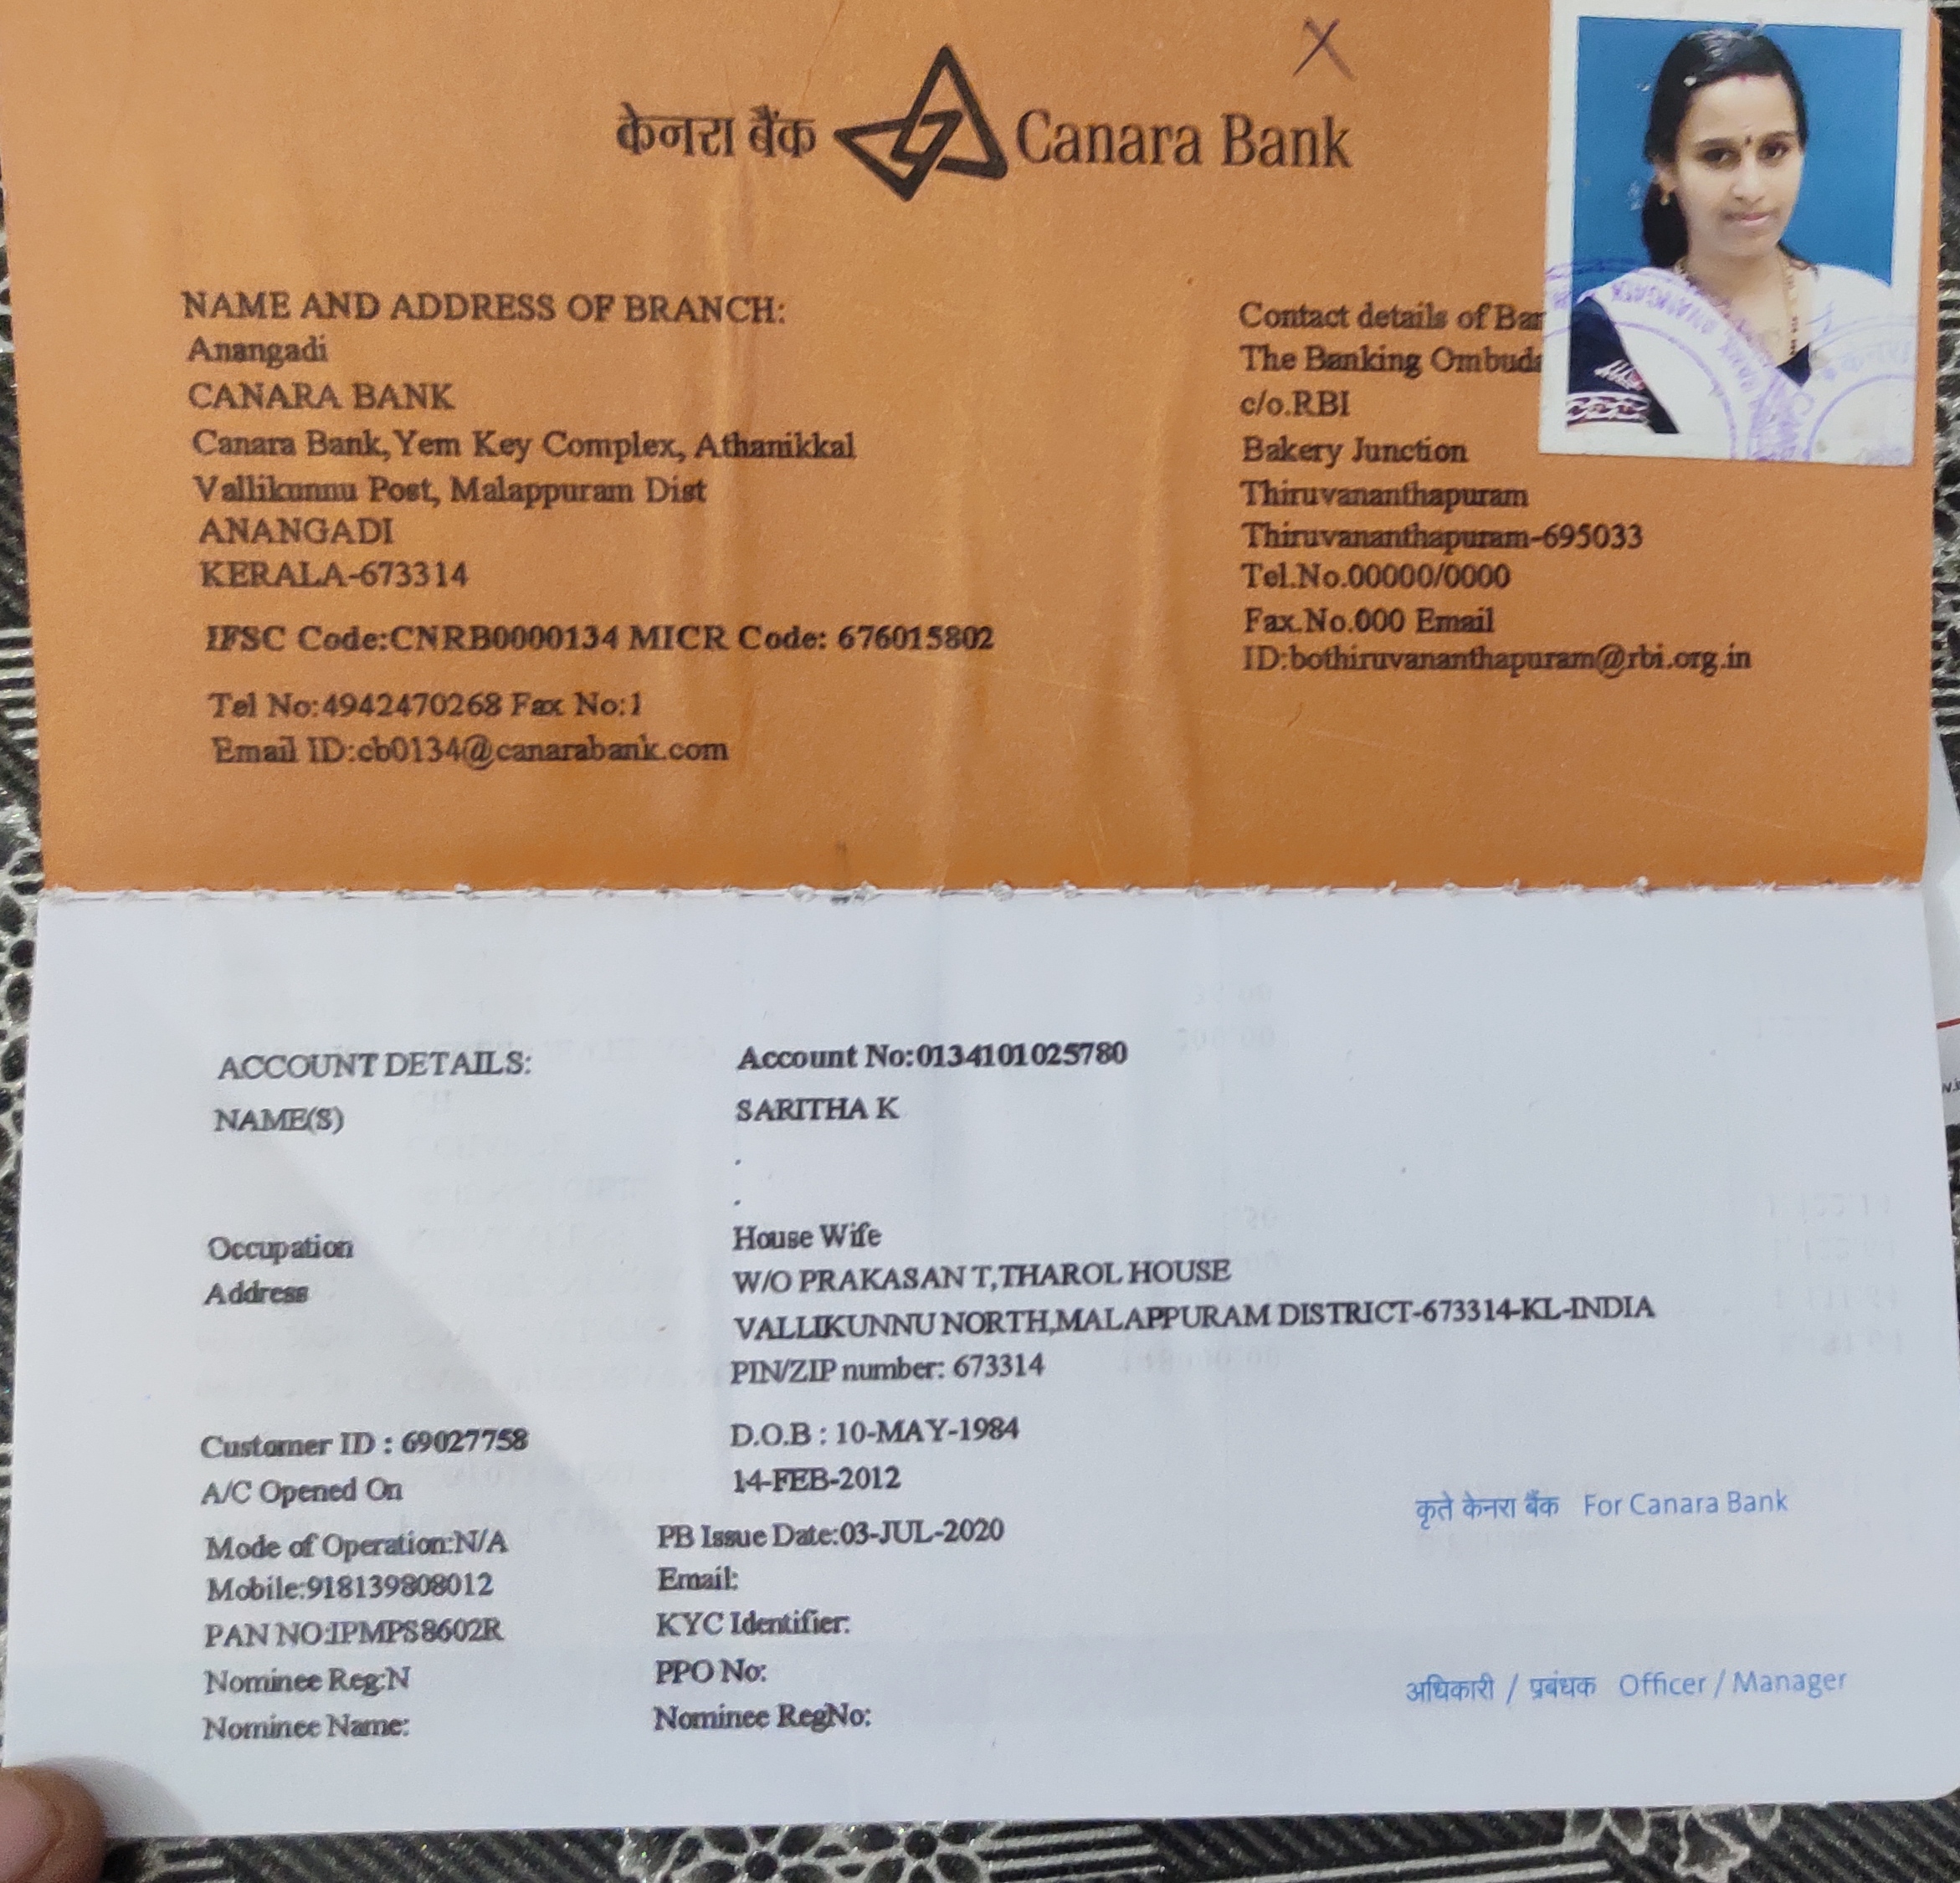 केनरा बैंक Canara Bank
NAME AND ADDRESS OF BRANCH:
Anangadi
CANARA BANK
Canara Bank,Yem Key Complex, Athanikkal
Vallikunnu Post, Malappuram Dist
ANANGADI
KERALA-673314
IFSC Code:CNRB0000134 MICR Code: 676015802
Tel No:4942470268 Fax No:1
Email ID:cb0134@canarabank.com
Contact details of
The Banking
c/o.RBI
Bakery Junction
Thiruvananthapuram
Thiruvananthapuram-695033
Tel.No.00000/0000
Fax.No.000 Email
ID:bothiruvananthapuram@rbi.org.in
ACCOUNT DETAILS: Account No:0134101025780
NAME(S) SARITHA K
.
.
Occupation House Wife
Address W/O PRAKASAN T,THAROL HOUSE
VALLIKUNNU NORTH,MALAPPURAM DISTRICT-673314-KL-INDIA
PIN/ZIP number: 673314
Customer ID : 69027758 D.O.B : 10-MAY-1984
A/C Opened On 14-FEB-2012
Mode of Operation:N/A PB Issue Date:03-JUL-2020
Mobile:918139808012 Email:
PAN NO:IPMPS8602R KYC Identifier:
Nominee Reg:N PPO No:
Nominee Name: Nominee RegNo:
कृते केनरा बैंक For Canara Bank
अधिकारी / प्रबंधक Officer / Manager